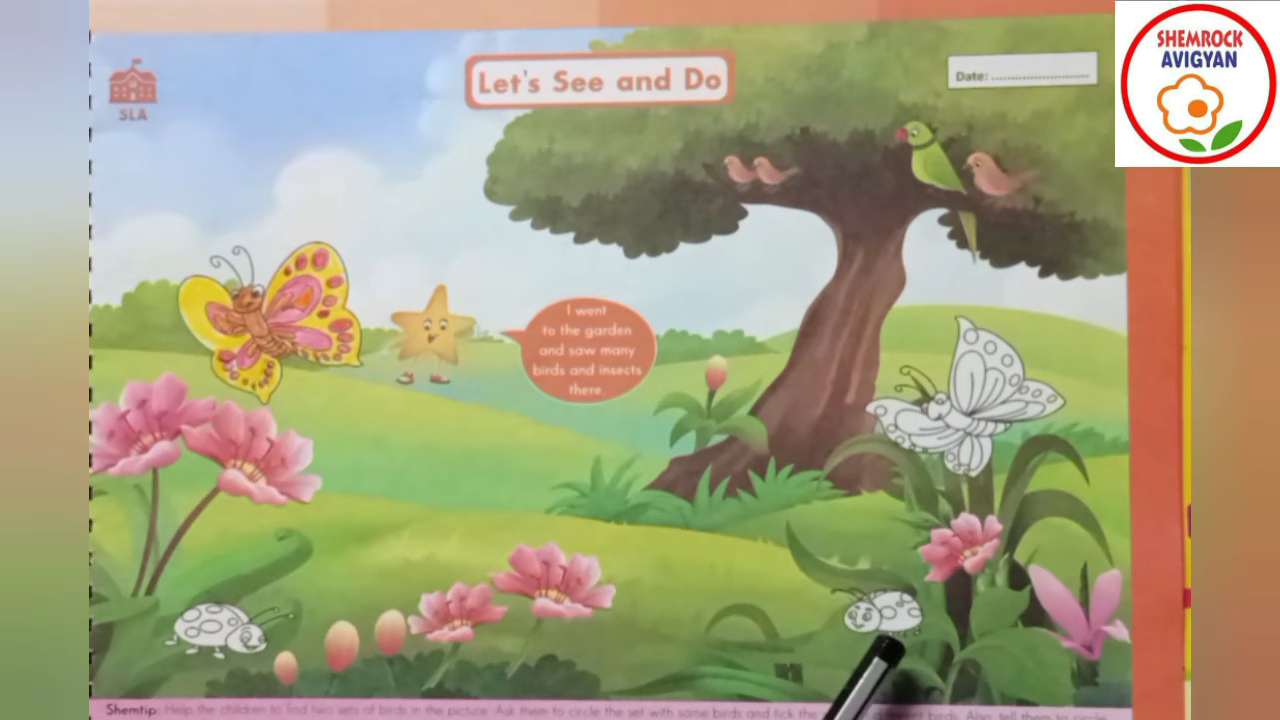 SHEMROCK
AVIGYAN
Let's See and Do
Date: ............................
SLA
I went
to the garden
and saw many
birds and insects
there.
Shemtip: Help the children to find two sets of birds in the picture. Ask them to circle the set with same birds and tick the birds. Also, tell them to